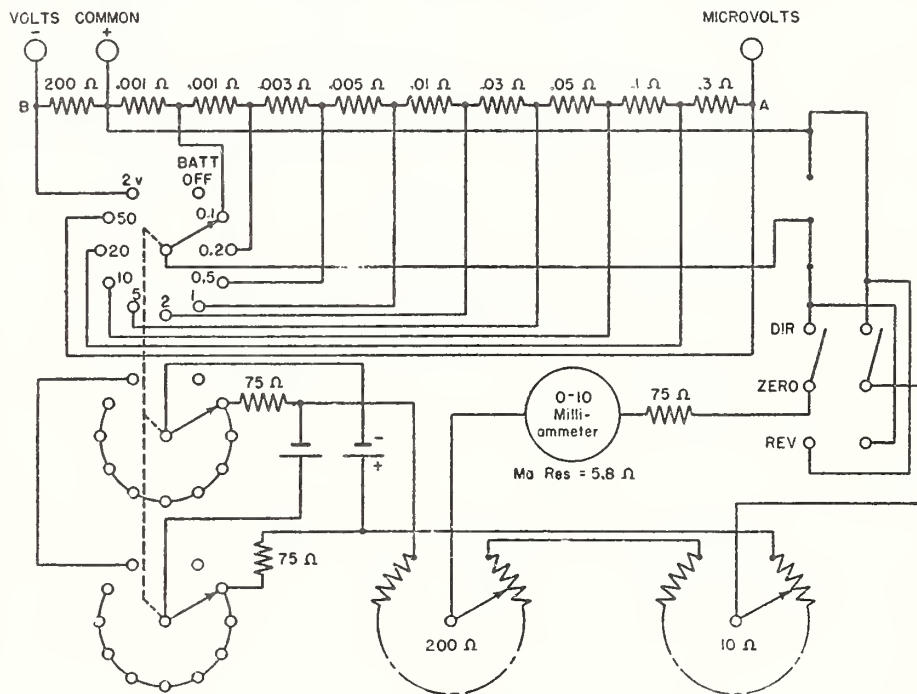 VOLTS COMMON MICROVOLTS
- +
200 Ω .001 Ω .001 Ω .003 Ω .005 Ω .01 Ω .03 Ω .05 Ω .1 Ω .3 Ω
B A
BATT
OFF
2 v
50 0.1
20 0.2
10 0.5
5 2 1
DIR
75 Ω
0-10
Milli-
ammeter
75 Ω
ZERO
-
+
REV
Ma Res = 5.8 Ω
75 Ω
200 Ω 10 Ω